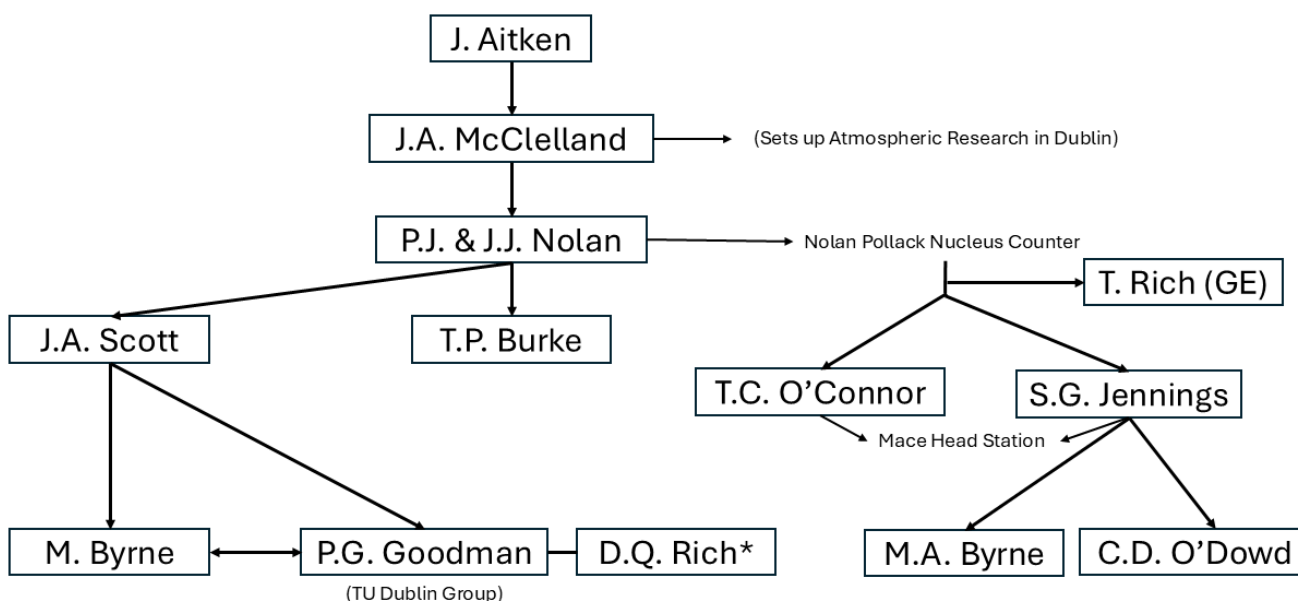 J. Aitken
J.A. McClelland
(Sets up Atmospheric Research in Dublin)
P.J. & J.J. Nolan
Nolan Pollack Nucleus Counter
T. Rich (GE)
J.A. Scott
T.P. Burke
T.C. O’Connor
S.G. Jennings
Mace Head Station
M. Byrne
P.G. Goodman
D.Q. Rich*
M.A. Byrne
C.D. O’Dowd
(TU Dublin Group)